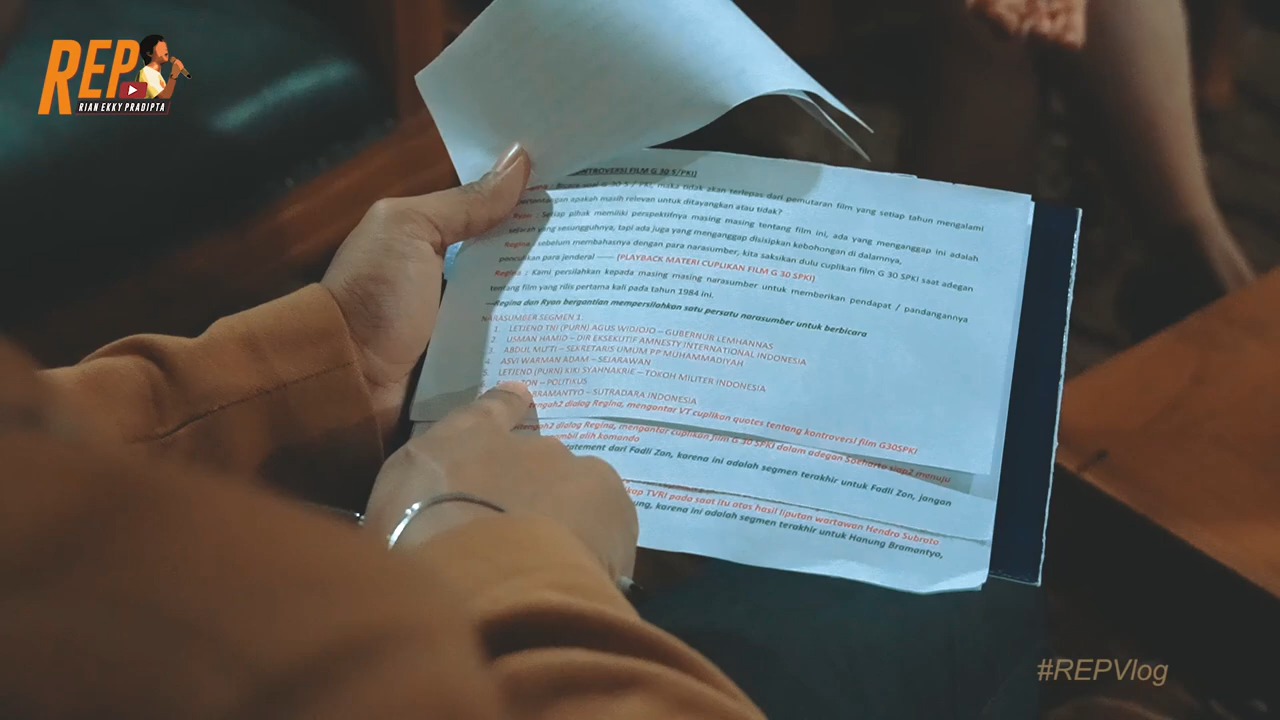 REP
RIAN EKKY PRADIPTA
KONTROVERSI FILM G 30 S/PKI)
: Bicara soal G 30 S / PKI, maka tidak akan terlepas dari pemutaran film yang setiap tahun mengalami
pertentangan apakah masih relevan untuk ditayangkan atau tidak?
Ryan : Setiap pihak memiliki perspektifnya masing masing tentang film ini, ada yang menganggap ini adalah
sejarah yang sesungguhnya, tapi ada juga yang menganggap disisipkan kebohongan di dalamnya,
Regina : sebelum membahasnya dengan para narasumber, kita saksikan dulu cuplikan film G 30 SPKI saat adegan
penculikan para jenderal ----- (PLAYBACK MATERI CUPLIKAN FILM G 30 SPKI)
Regina : Kami persilahkan kepada masing masing narasumber untuk memberikan pendapat / pandangannya
tentang film yang rilis pertama kali pada tahun 1984 ini.
---Regina dan Ryan bergantian mempersilahkan satu persatu narasumber untuk berbicara
NARASUMBER SEGMEN 1:
1. LETJEND TNI (PURN) AGUS WIDJOJO – GUBERNUR LEMHANNAS
2. USMAN HAMID – DIR EKSEKUTIF AMNESTY INTERNATIONAL INDONESIA
3. ABDUL MU'TI – SEKRETARIS UMUM PP MUHAMMADIYAH
4. ASVI WARMAN ADAM – SEJARAWAN
5. LETJEND (PURN) KIKI SYAHNAKRIE – TOKOH MILITER INDONESIA
ZON – POLITIKUS
BRAMANTYO – SUTRADARA INDONESIA
tengah2 dialog Regina, mengantar VT cuplikan quotes tentang kontroversi film G30SPKI
tengah2 dialog Regina, mengantar cuplikan film G 30 SPKI dalam adegan Soeharto siap2 menuju
alih komando
statement dari Fadli Zon, karena ini adalah segmen terakhir untuk Fadli Zon, jangan
TVRI pada saat itu atas hasil liputan wartawan Hendro Subroto
karena ini adalah segmen terakhir untuk Hanung Bramantyo,
#REPVlog